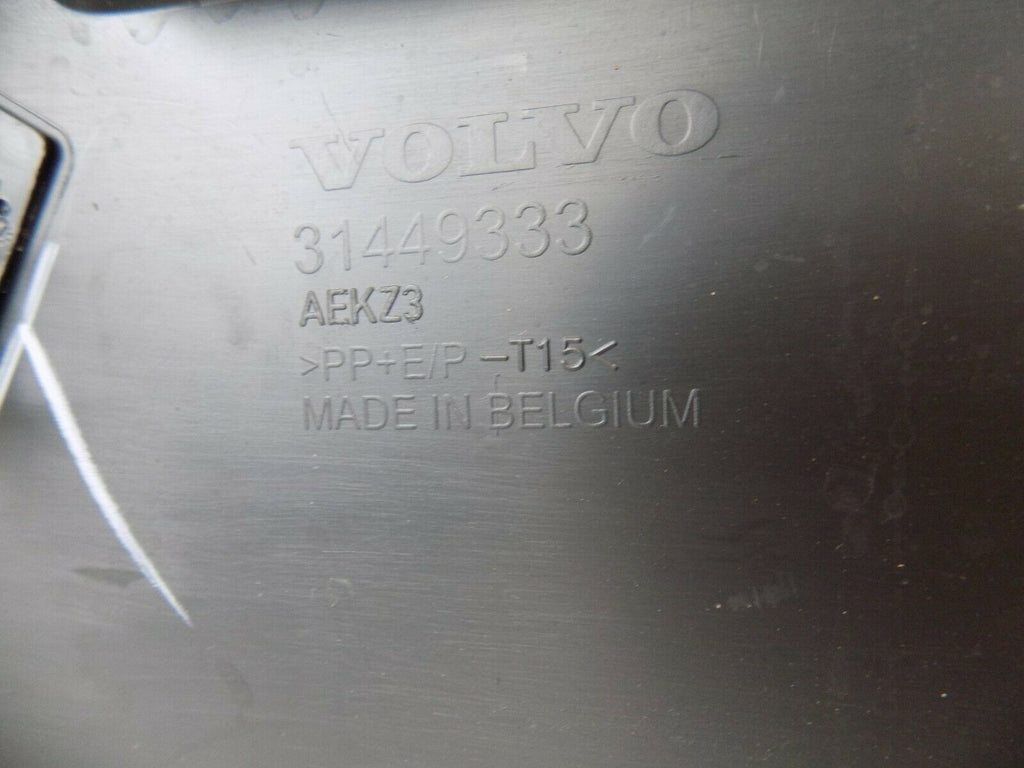 VOLVO
31449333
AEKZ3
>PP+E/P -T15<
MADE IN BELGIUM